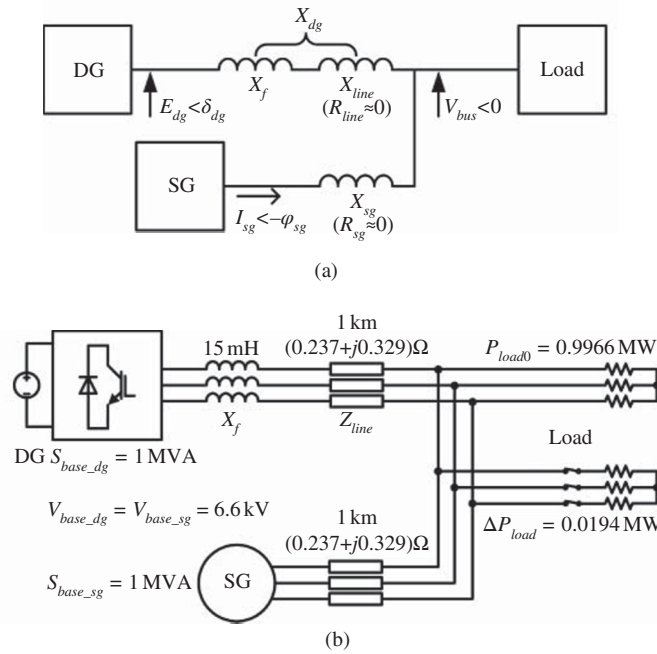 X_dg
DG
Load
X_f
X_line
E_dg<δ_dg
(R_line≈0)
V_bus<0
SG
X_sg
I_sg<−φ_sg
(R_sg≈0)
(a)
1 km
15 mH
(0.237+j0.329)Ω
P_load0 = 0.9966 MW
X_f
Z_line
Load
DG S_base_dg = 1 MVA
V_base_dg = V_base_sg = 6.6 kV
1 km
ΔP_load = 0.0194 MW
(0.237+j0.329)Ω
S_base_sg = 1 MVA
SG
(b)